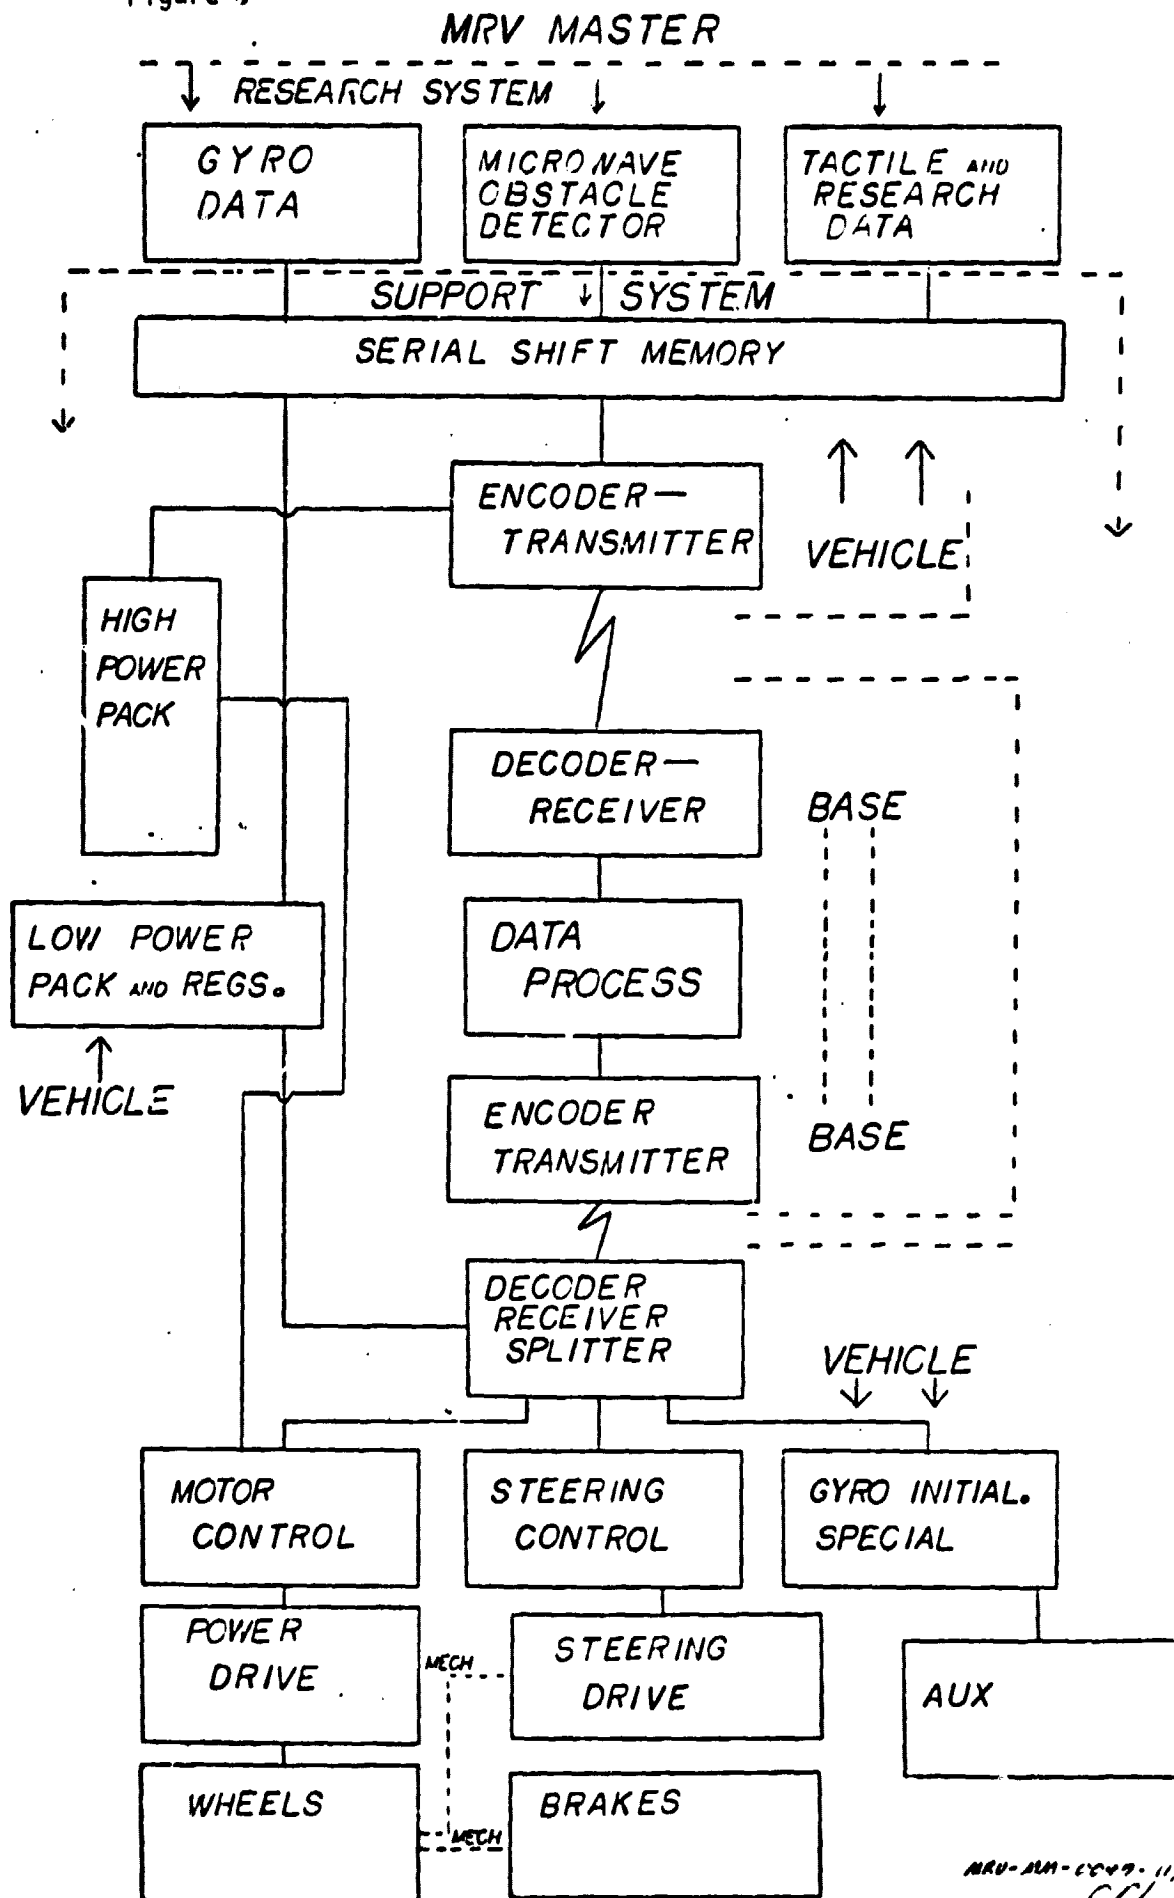 Figure
MRV MASTER
RESEARCH SYSTEM
GYRO
DATA
MICROWAVE
OBSTACLE
DETECTOR
TACTILE AND
RESEARCH
DATA
SUPPORT SYSTEM
SERIAL SHIFT MEMORY
ENCODER—
TRANSMITTER
VEHICLE
HIGH
POWER
PACK
DECODER—
RECEIVER
BASE
LOW POWER
PACK AND REGS.
DATA
PROCESS
VEHICLE
ENCODER
TRANSMITTER
BASE
DECODER
RECEIVER
SPLITTER
VEHICLE
MOTOR
CONTROL
STEERING
CONTROL
GYRO INITIAL.
SPECIAL
POWER
DRIVE
MECH
STEERING
DRIVE
AUX
WHEELS
MECH
BRAKES